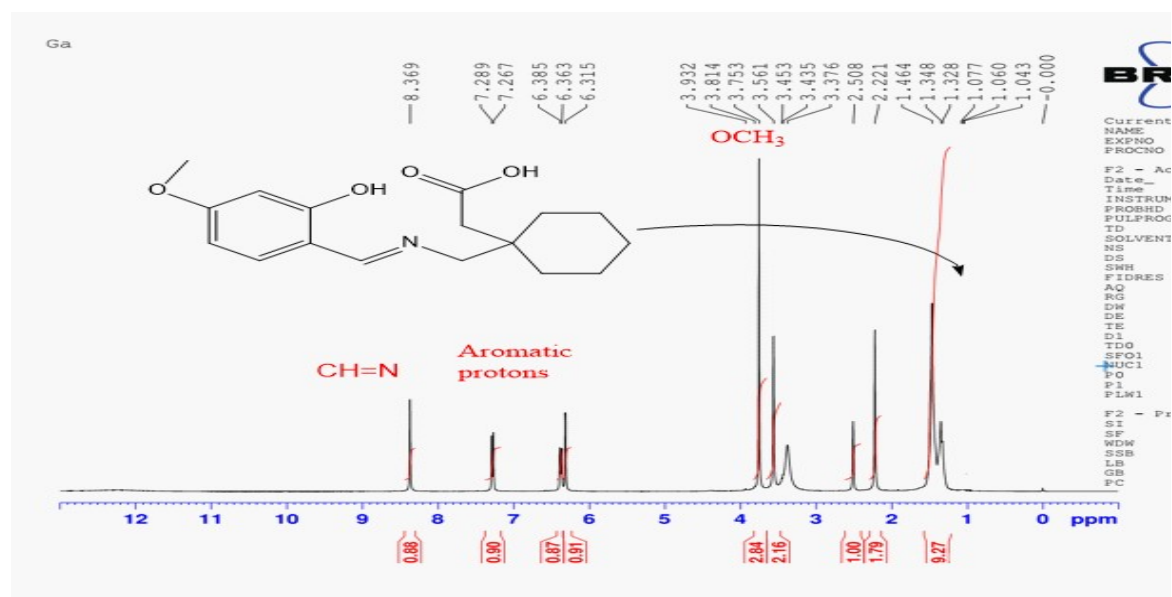 Ga
8.369
7.289
7.267
6.385
6.363
6.315
3.932
3.814
3.753
3.561
3.453
3.435
3.376
2.508
2.221
1.464
1.348
1.328
1.077
1.060
1.043
-0.000
BR
OCH3
O
OH
O
OH
N
CH=N
Aromatic
protons
Current
NAME
EXPNO
PROCNO
F2 - Ac
Date_
Time
INSTRUM
PROBHD
PULPROG
TD
SOLVENT
NS
DS
SWH
FIDRES
AQ
RG
DW
DE
TE
D1
TD0
SFO1
NUC1
P0
P1
PLW1
F2 - Pr
SI
SF
WDW
SSB
LB
GB
PC
12 11 10 9 8 7 6 5 4 3 2 1 0 ppm
0.88
0.90
0.87
0.91
2.84
2.16
1.00
1.79
9.27